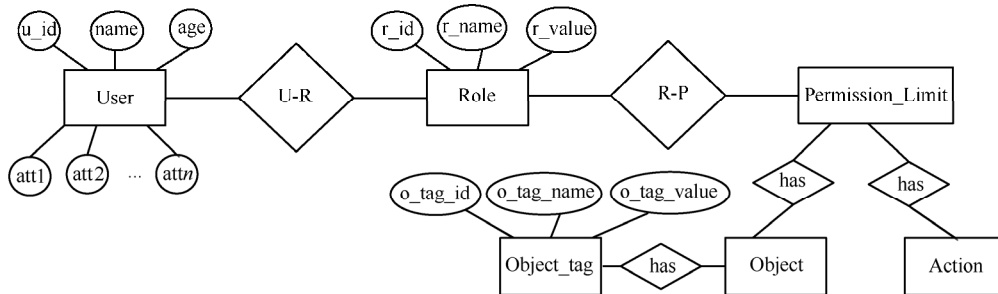 u_id name age r_id r_name r_value
User U-R Role R-P Permission_Limit
att1 att2 ... attn
has has
o_tag_id o_tag_name o_tag_value
Object_tag has Object Action